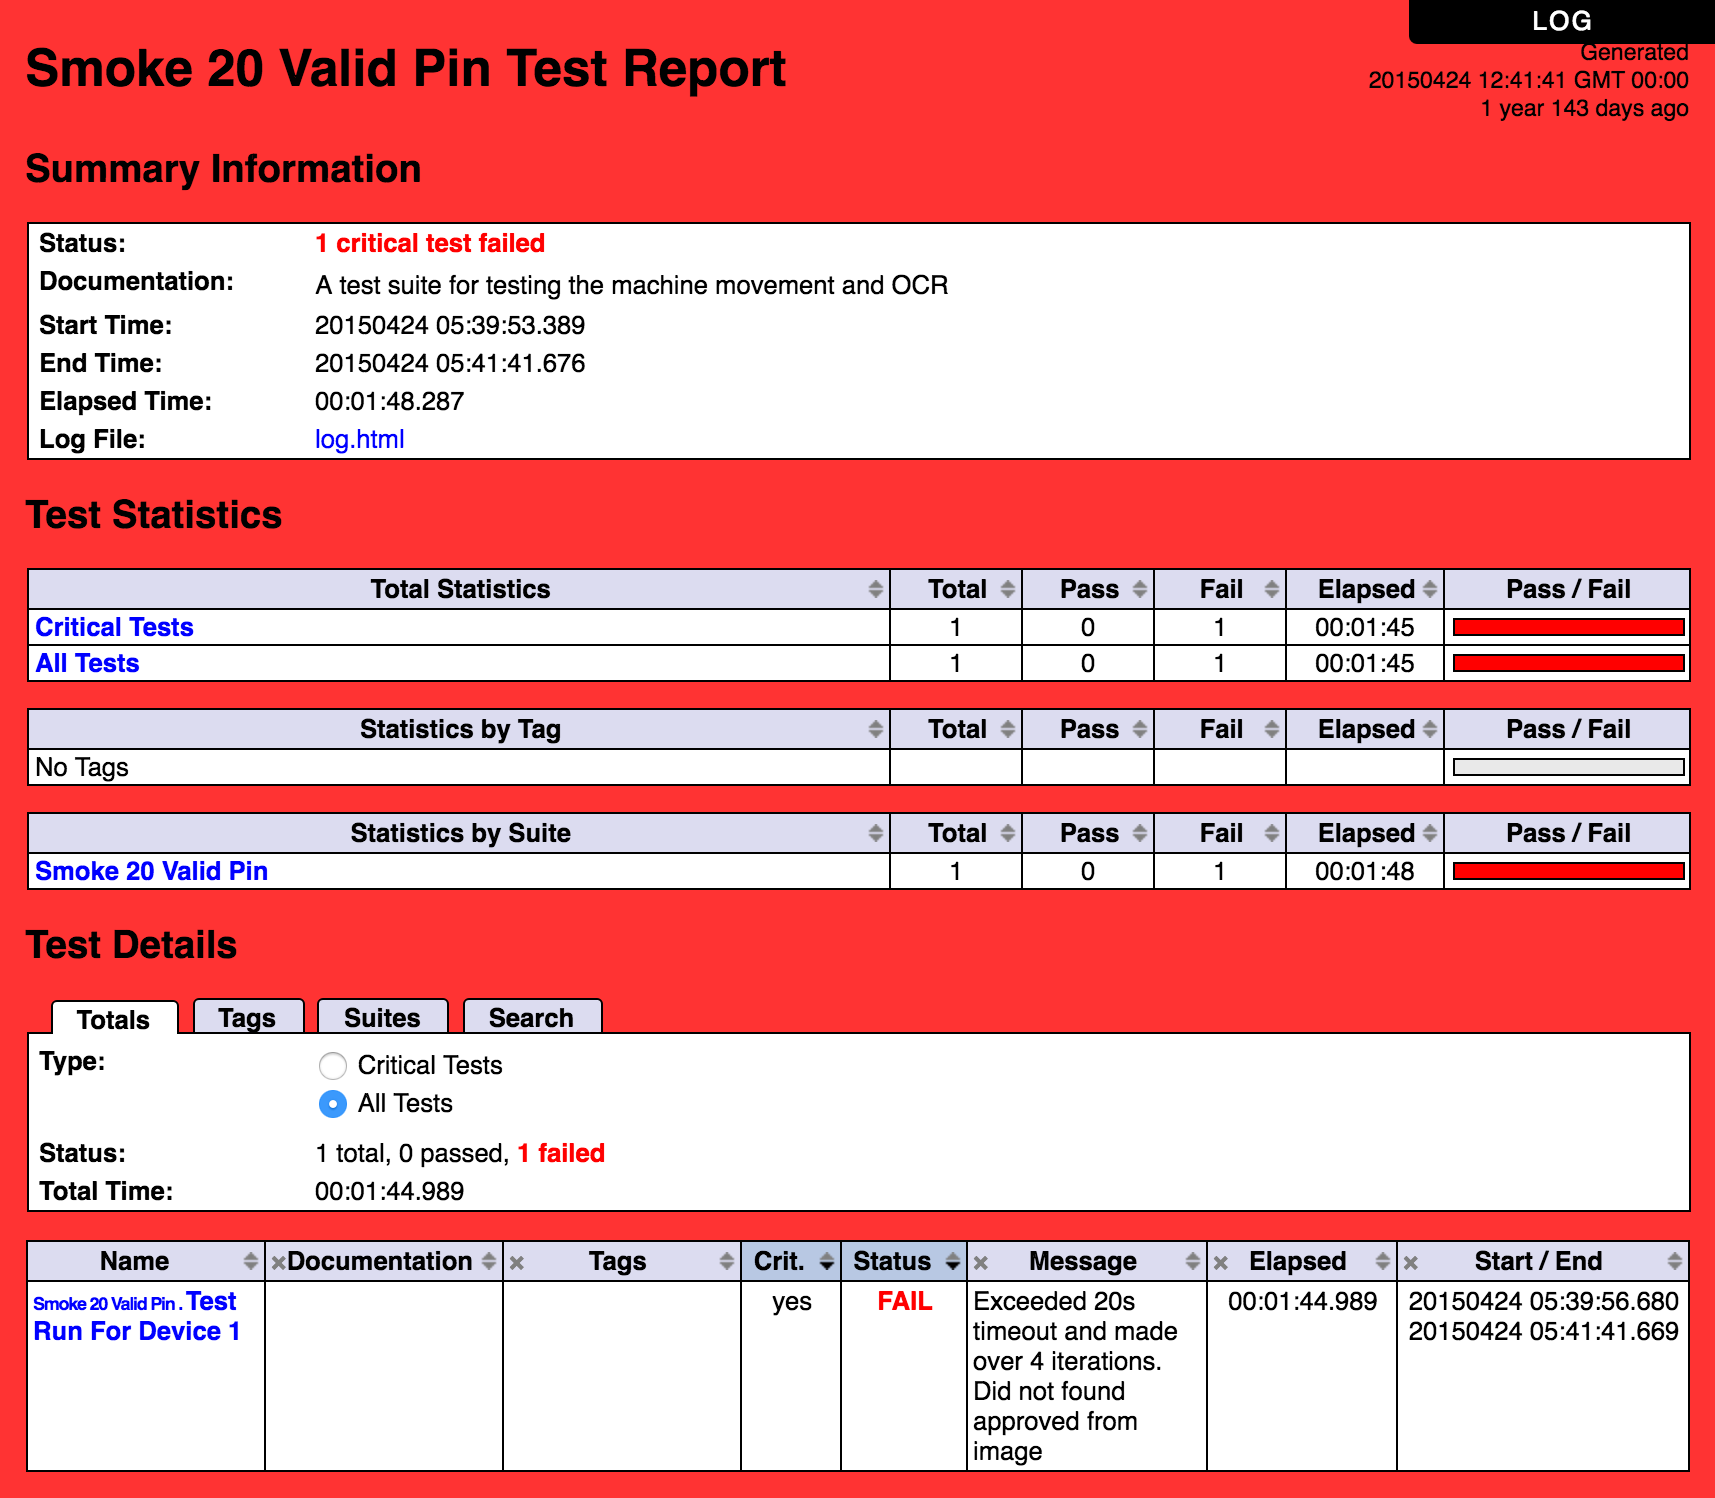 LOG
Smoke 20 Valid Pin Test Report
Generated
20150424 12:41:41 GMT 00:00
1 year 143 days ago
Summary Information
Status: 1 critical test failed
Documentation: A test suite for testing the machine movement and OCR
Start Time: 20150424 05:39:53.389
End Time: 20150424 05:41:41.676
Elapsed Time: 00:01:48.287
Log File: log.html
Test Statistics
Total Statistics Total Pass Fail Elapsed Pass / Fail
Critical Tests 1 0 1 00:01:45
All Tests 1 0 1 00:01:45
Statistics by Tag Total Pass Fail Elapsed Pass / Fail
No Tags
Statistics by Suite Total Pass Fail Elapsed Pass / Fail
Smoke 20 Valid Pin 1 0 1 00:01:48
Test Details
Totals Tags Suites Search
Type: Critical Tests
All Tests
Status: 1 total, 0 passed, 1 failed
Total Time: 00:01:44.989
Name Documentation Tags Crit. Status Message Elapsed Start / End
Smoke 20 Valid Pin . Test yes FAIL Exceeded 20s 00:01:44.989 20150424 05:39:56.680
Run For Device 1 timeout and made 20150424 05:41:41.669
over 4 iterations.
Did not found
approved from
image